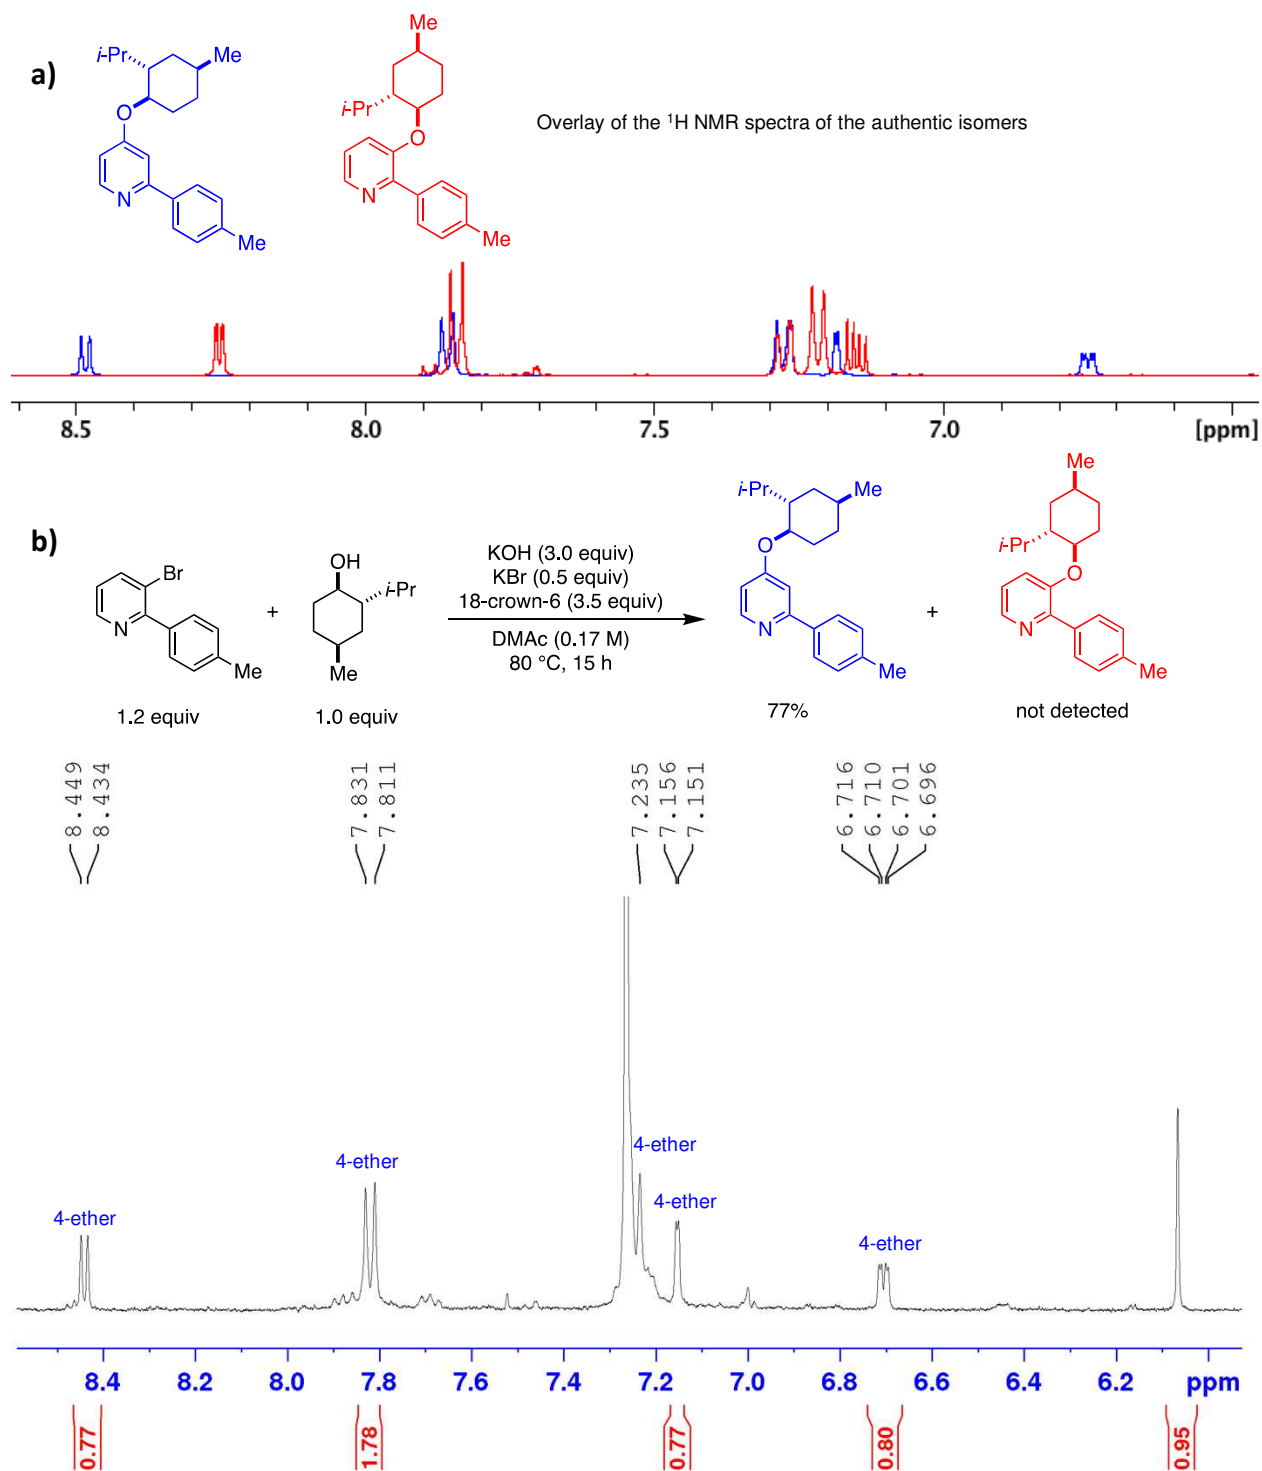 a)
i-Pr
Me
O
N
Me
Me
i-Pr
O
N
Me
Overlay of the ¹H NMR spectra of the authentic isomers
8.5 8.0 7.5 7.0 [ppm]
b)
Br
N
Me
1.2 equiv
+
OH
i-Pr
Me
1.0 equiv
KOH (3.0 equiv)
KBr (0.5 equiv)
18-crown-6 (3.5 equiv)
DMAc (0.17 M)
80 °C, 15 h
i-Pr
Me
O
N
Me
77%
+
Me
i-Pr
O
N
Me
not detected
8.449
8.434
7.831
7.811
7.235
7.156
7.151
6.716
6.710
6.701
6.696
4-ether
4-ether
4-ether
4-ether
4-ether
8.4 8.2 8.0 7.8 7.6 7.4 7.2 7.0 6.8 6.6 6.4 6.2 ppm
0.77
1.78
0.77
0.80
0.95